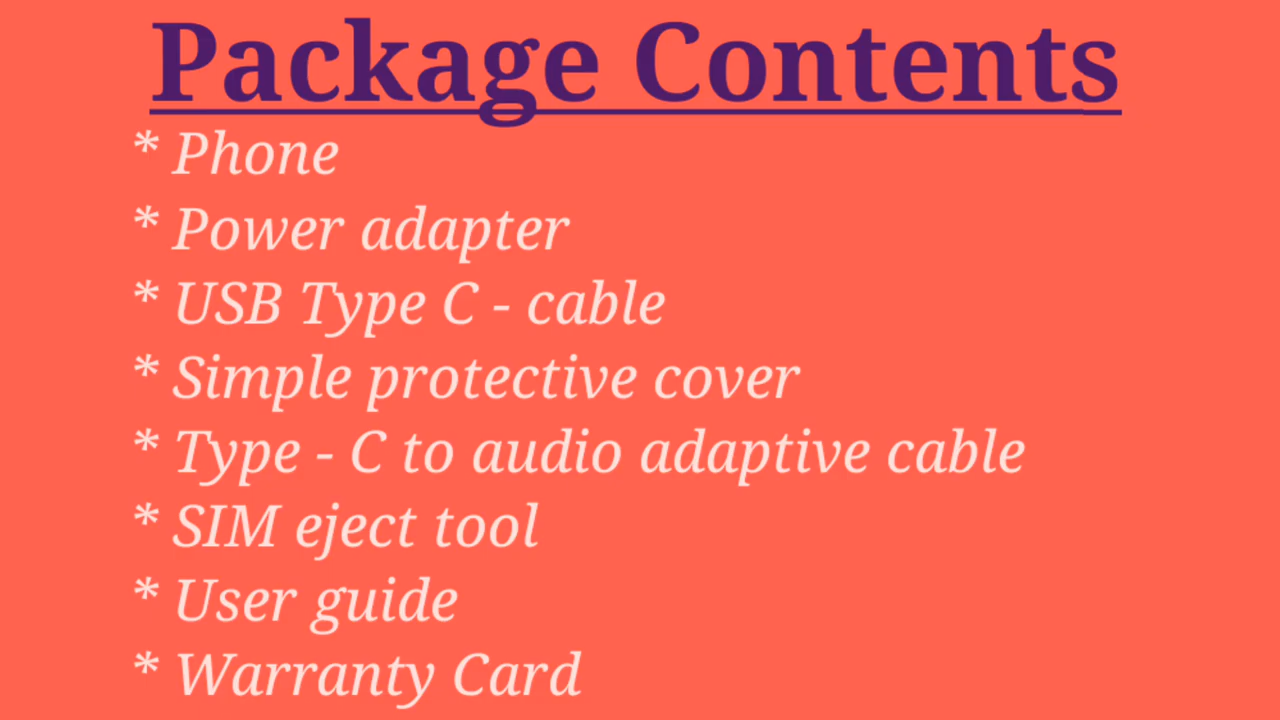 Package Contents
* Phone
* Power adapter
* USB Type C - cable
* Simple protective cover
* Type - C to audio adaptive cable
* SIM eject tool
* User guide
* Warranty Card